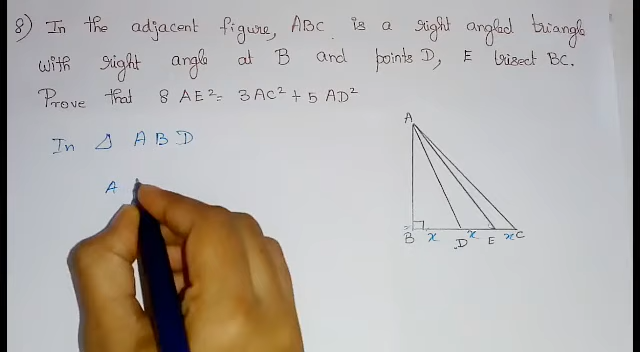 8) In the adjacent figure, ABC is a right angled triangle
with right angle at B and points D, E trisect BC.
Prove that 8 AE² = 3AC² + 5 AD²
In △ ABD
A
A
B x D x E x C